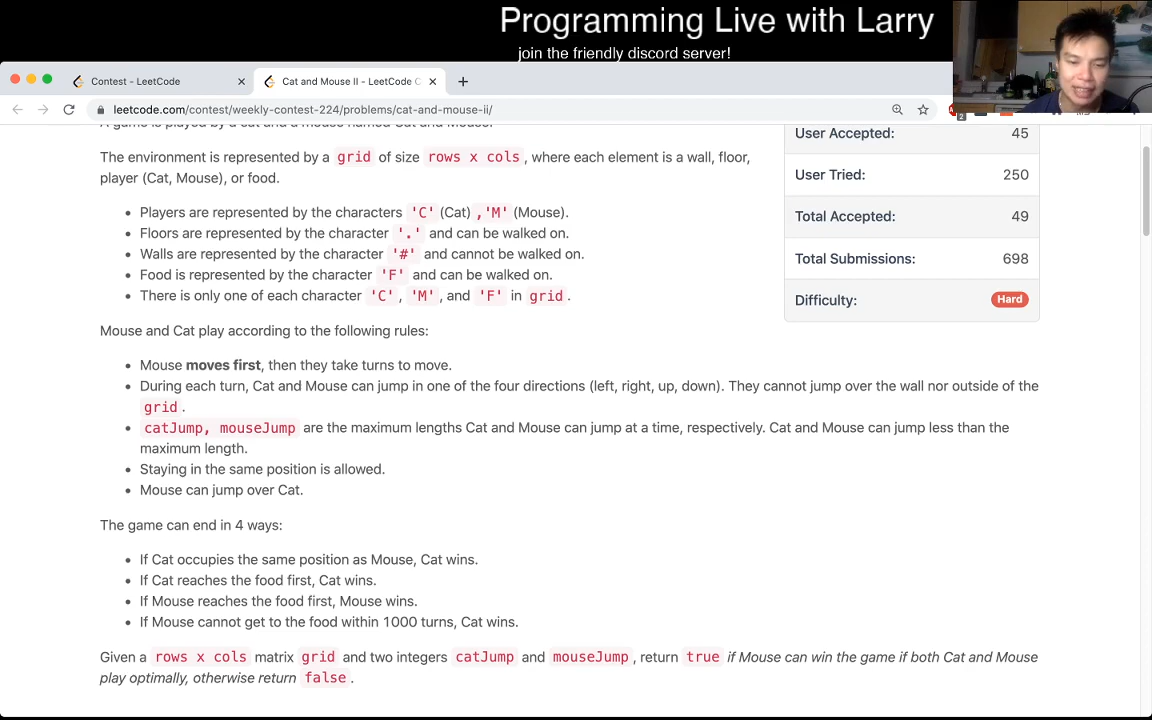 Programming Live with Larry
join the friendly discord server!
Contest - LeetCode
Cat and Mouse II - LeetCode C
leetcode.com/contest/weekly-contest-224/problems/cat-and-mouse-ii/
A game is played by a cat and a mouse named Cat and Mouse.
The environment is represented by a grid of size rows x cols, where each element is a wall, floor,
player (Cat, Mouse), or food.
• Players are represented by the characters 'C' (Cat) ,'M' (Mouse).
• Floors are represented by the character '.' and can be walked on.
• Walls are represented by the character '#' and cannot be walked on.
• Food is represented by the character 'F' and can be walked on.
• There is only one of each character 'C', 'M', and 'F' in grid.
Mouse and Cat play according to the following rules:
• Mouse moves first, then they take turns to move.
• During each turn, Cat and Mouse can jump in one of the four directions (left, right, up, down). They cannot jump over the wall nor outside of the
grid.
• catJump, mouseJump are the maximum lengths Cat and Mouse can jump at a time, respectively. Cat and Mouse can jump less than the
maximum length.
• Staying in the same position is allowed.
• Mouse can jump over Cat.
The game can end in 4 ways:
• If Cat occupies the same position as Mouse, Cat wins.
• If Cat reaches the food first, Cat wins.
• If Mouse reaches the food first, Mouse wins.
• If Mouse cannot get to the food within 1000 turns, Cat wins.
Given a rows x cols matrix grid and two integers catJump and mouseJump, return true if Mouse can win the game if both Cat and Mouse
play optimally, otherwise return false.
User Accepted: 45
User Tried: 250
Total Accepted: 49
Total Submissions: 698
Difficulty: Hard
2